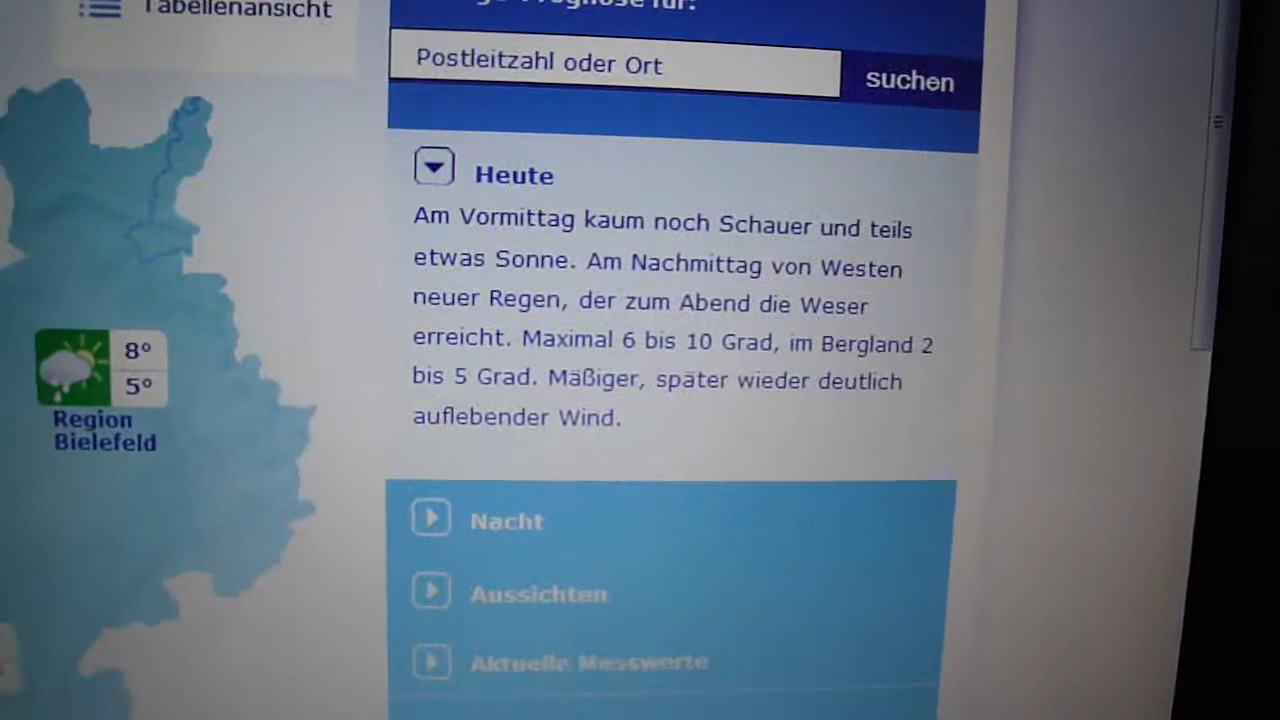 Tabellenansicht
Prognose für:
Postleitzahl oder Ort
suchen
Heute
Am Vormittag kaum noch Schauer und teils
etwas Sonne. Am Nachmittag von Westen
neuer Regen, der zum Abend die Weser
erreicht. Maximal 6 bis 10 Grad, im Bergland 2
bis 5 Grad. Mäßiger, später wieder deutlich
auflebender Wind.
8°
5°
Region
Bielefeld
Nacht
Aussichten
Aktuelle Messwerte